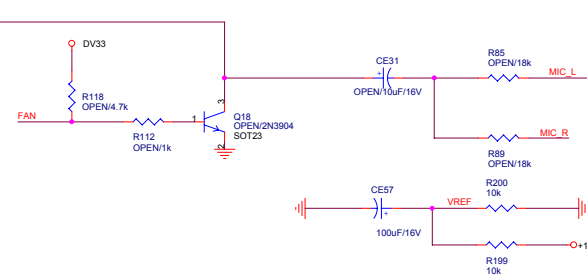 DV33
CE31
R85
OPEN/18k
MIC_L
R118
OPEN/4.7k
OPEN/10uF/16V
FAN
3
Q18
1
OPEN/2N3904
SOT23
R112
OPEN/1k
2
MIC_R
R89
OPEN/18k
CE57
R200
10k
VREF
100uF/16V
+1
R199
10k